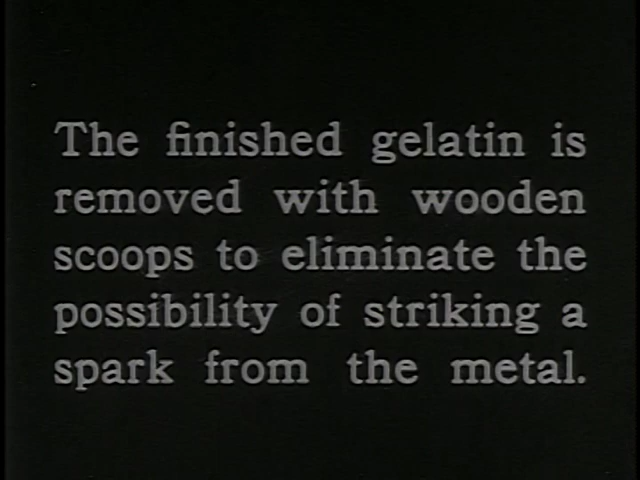 The finished gelatin is
removed with wooden
scoops to eliminate the
possibility of striking a
spark from the metal.